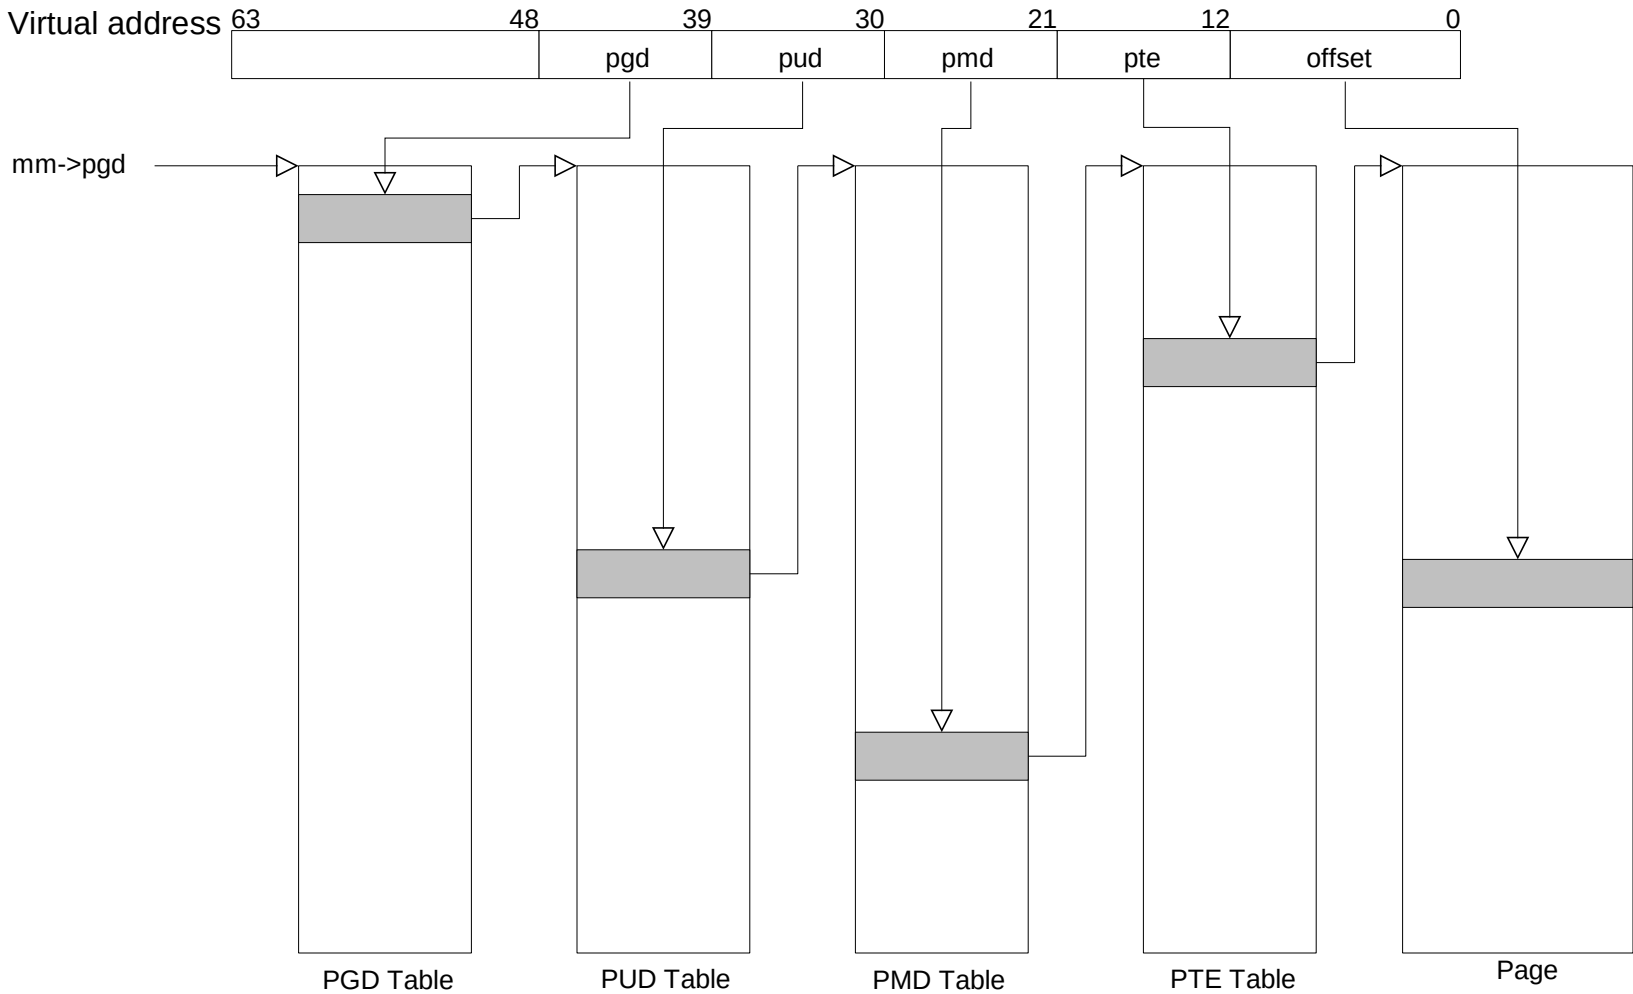 Virtual address 63 48 39 30 21 12 0
pgd pud pmd pte offset
mm->pgd
PGD Table PUD Table PMD Table PTE Table Page